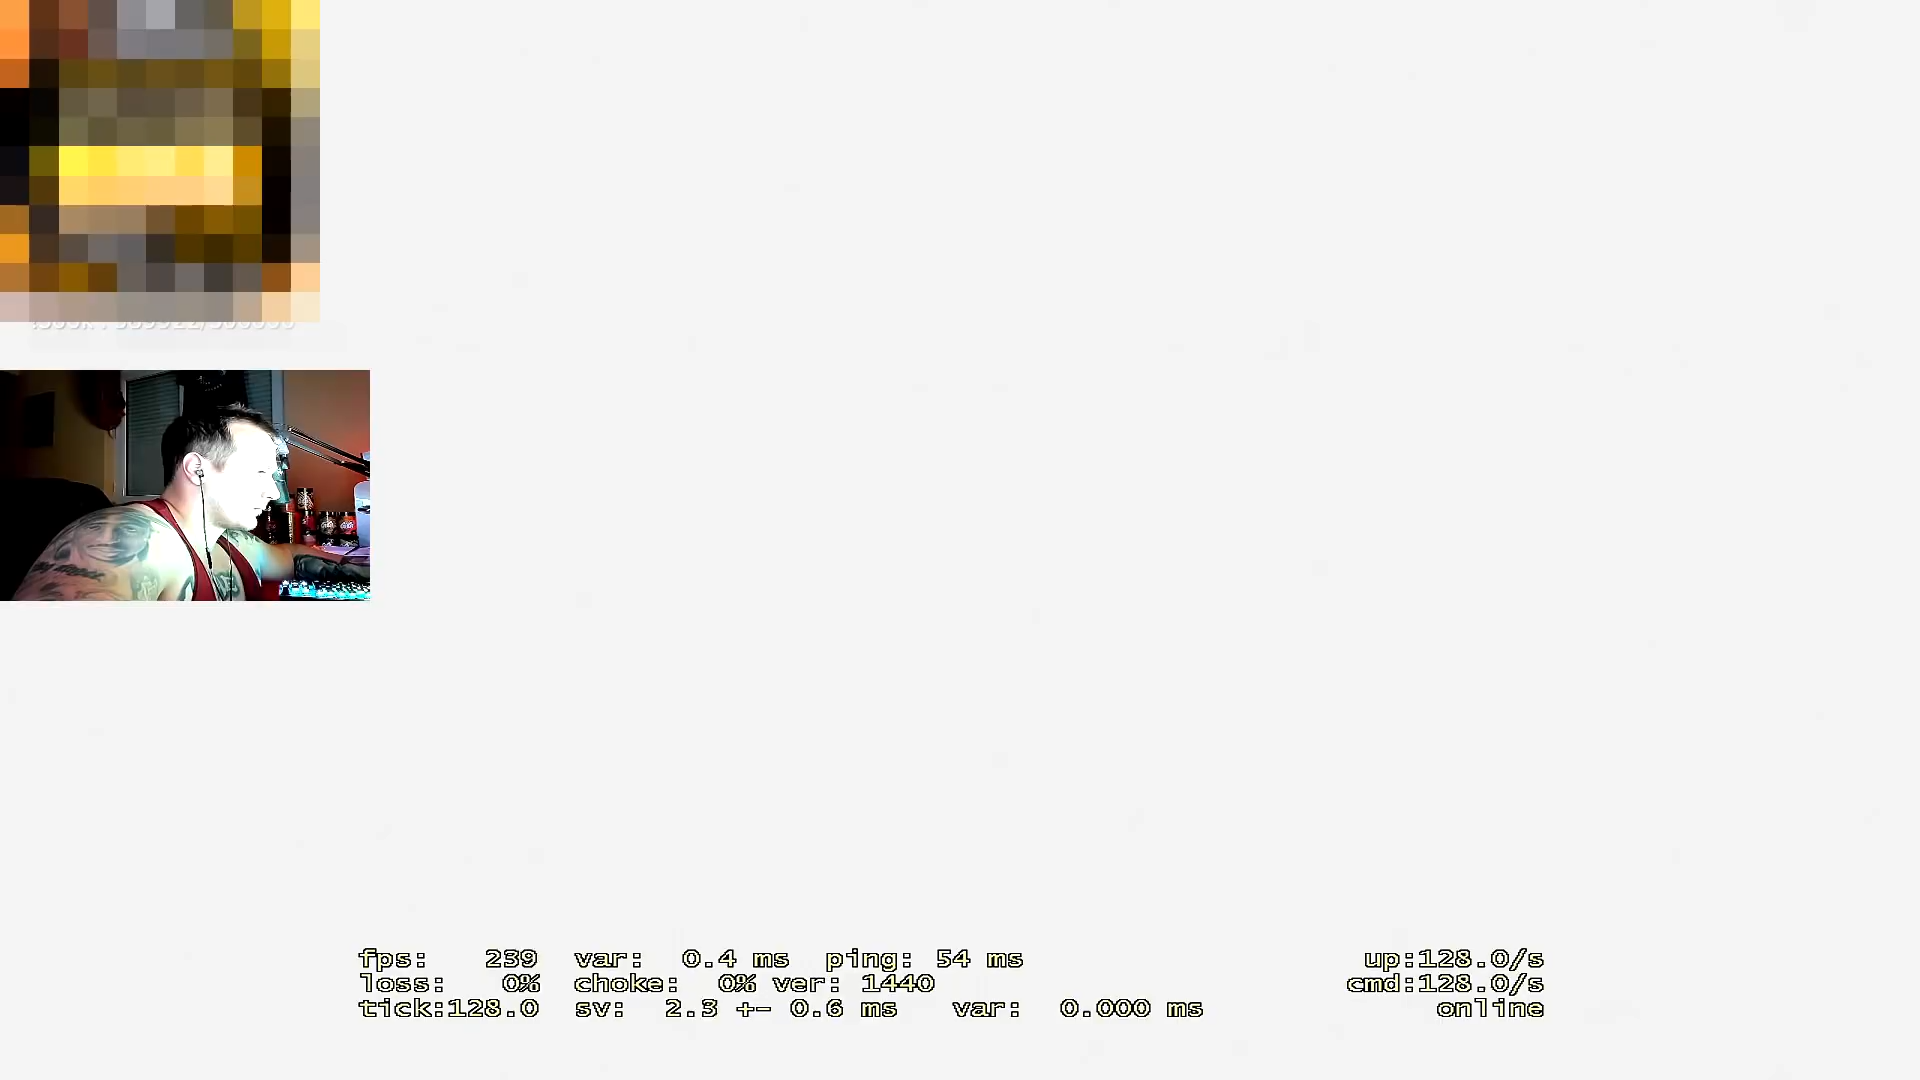 fps: 239 var: 0.4 ms ping: 54 ms up:128.0/s
loss: 0% choke: 0% ver: 1440 cmd:128.0/s
tick:128.0 sv: 2.3 +- 0.6 ms var: 0.000 ms online